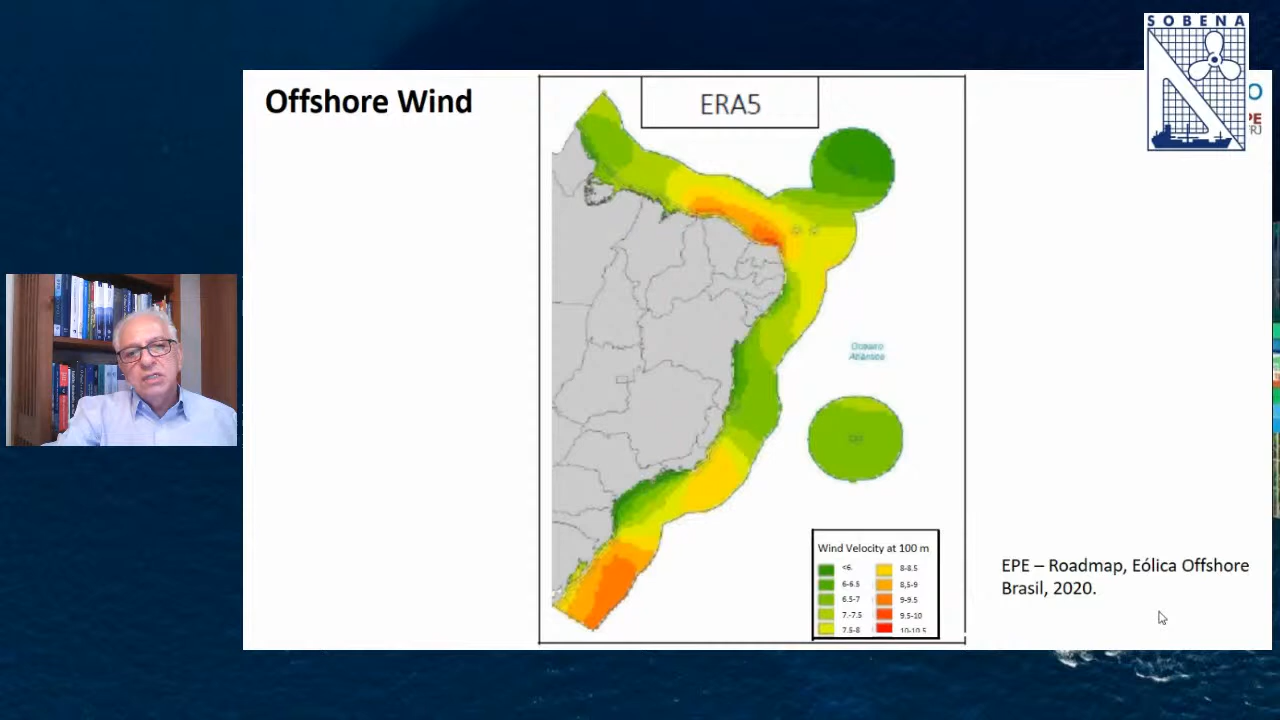 SOBENA
Offshore Wind
ERA5
O
PE
RJ
Oceano
Atlântico
Wind Velocity at 100 m
<6
8-8.5
6-6.5
8,5-9
6.5-7
9-9.5
7.-7.5
9.5-10
7.5-8
10-10.5
EPE – Roadmap, Eólica Offshore
Brasil, 2020.